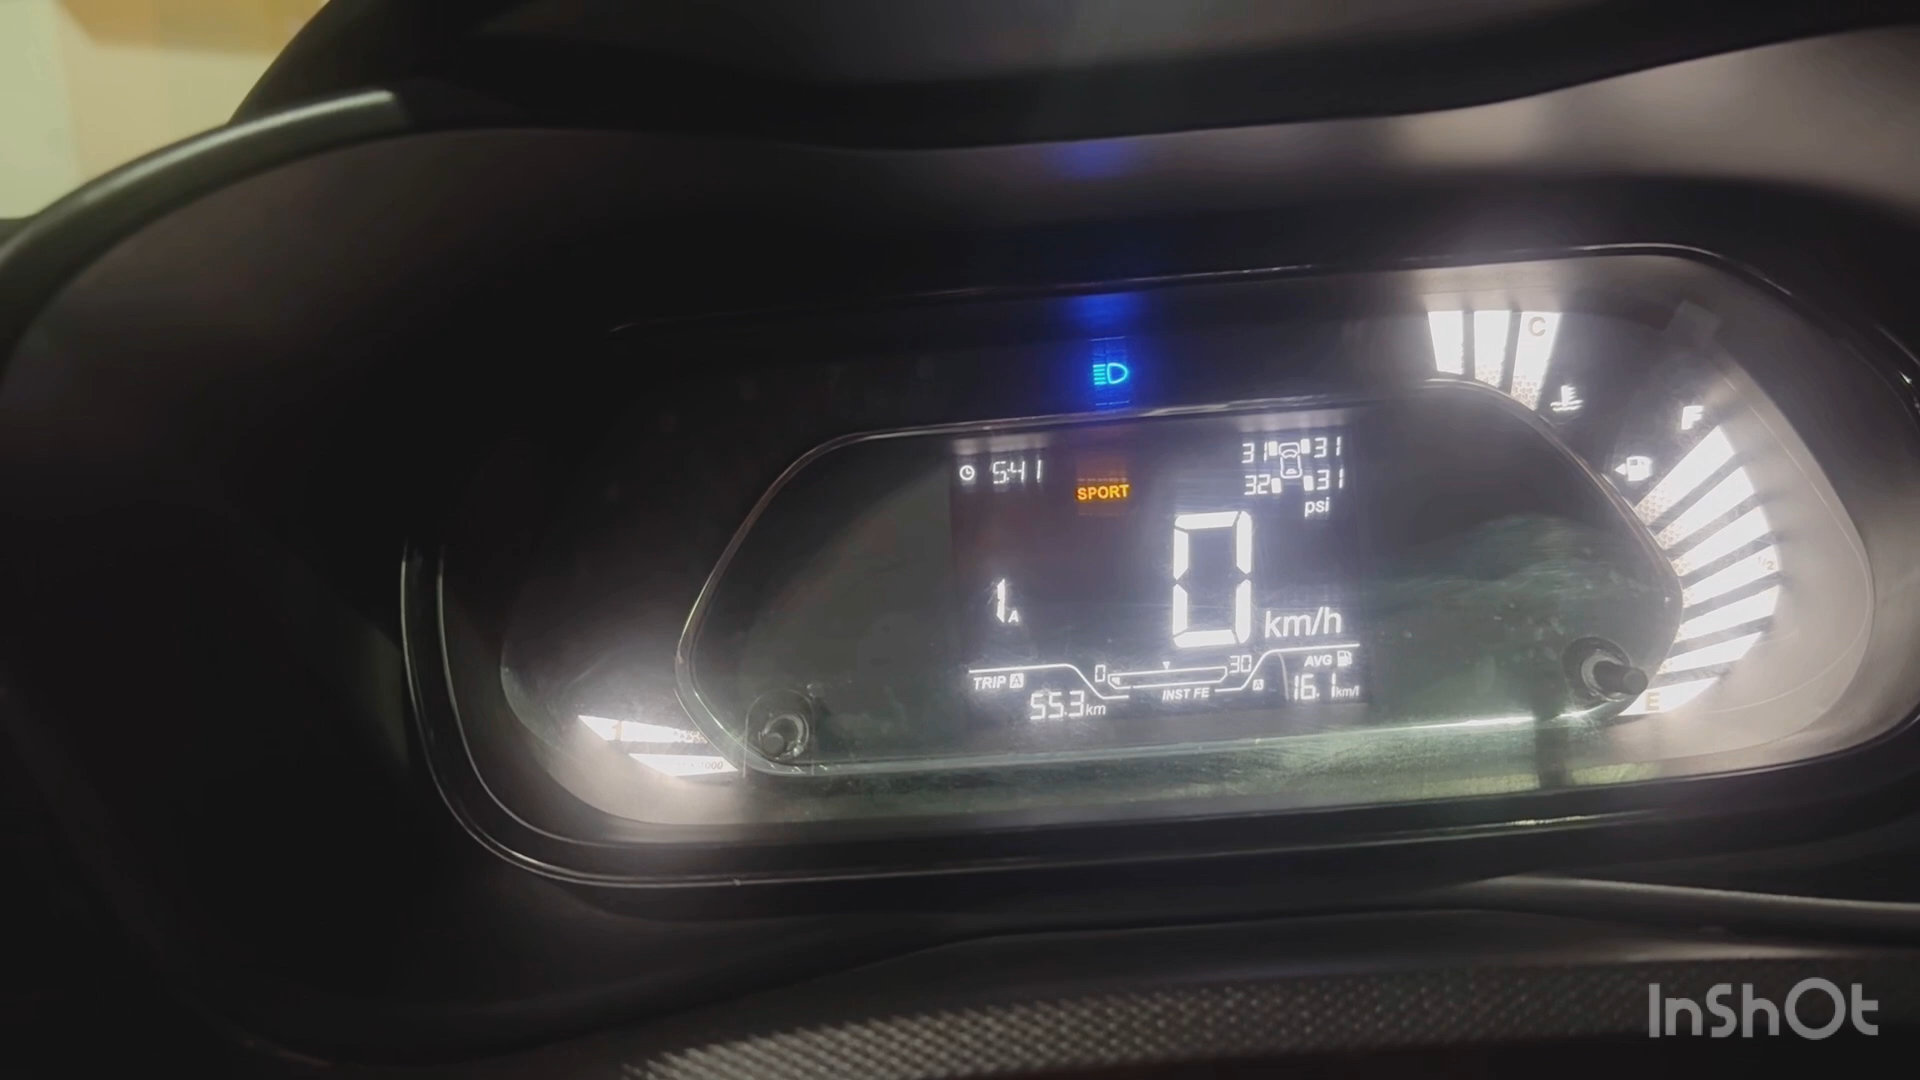 C
F
5:41
SPORT
31 31
32 31
psi
1/2
1A
0 km/h
TRIP A
55.3 km
0 30
INST FE
AVG
A 16.1 km/l
E
InShOt